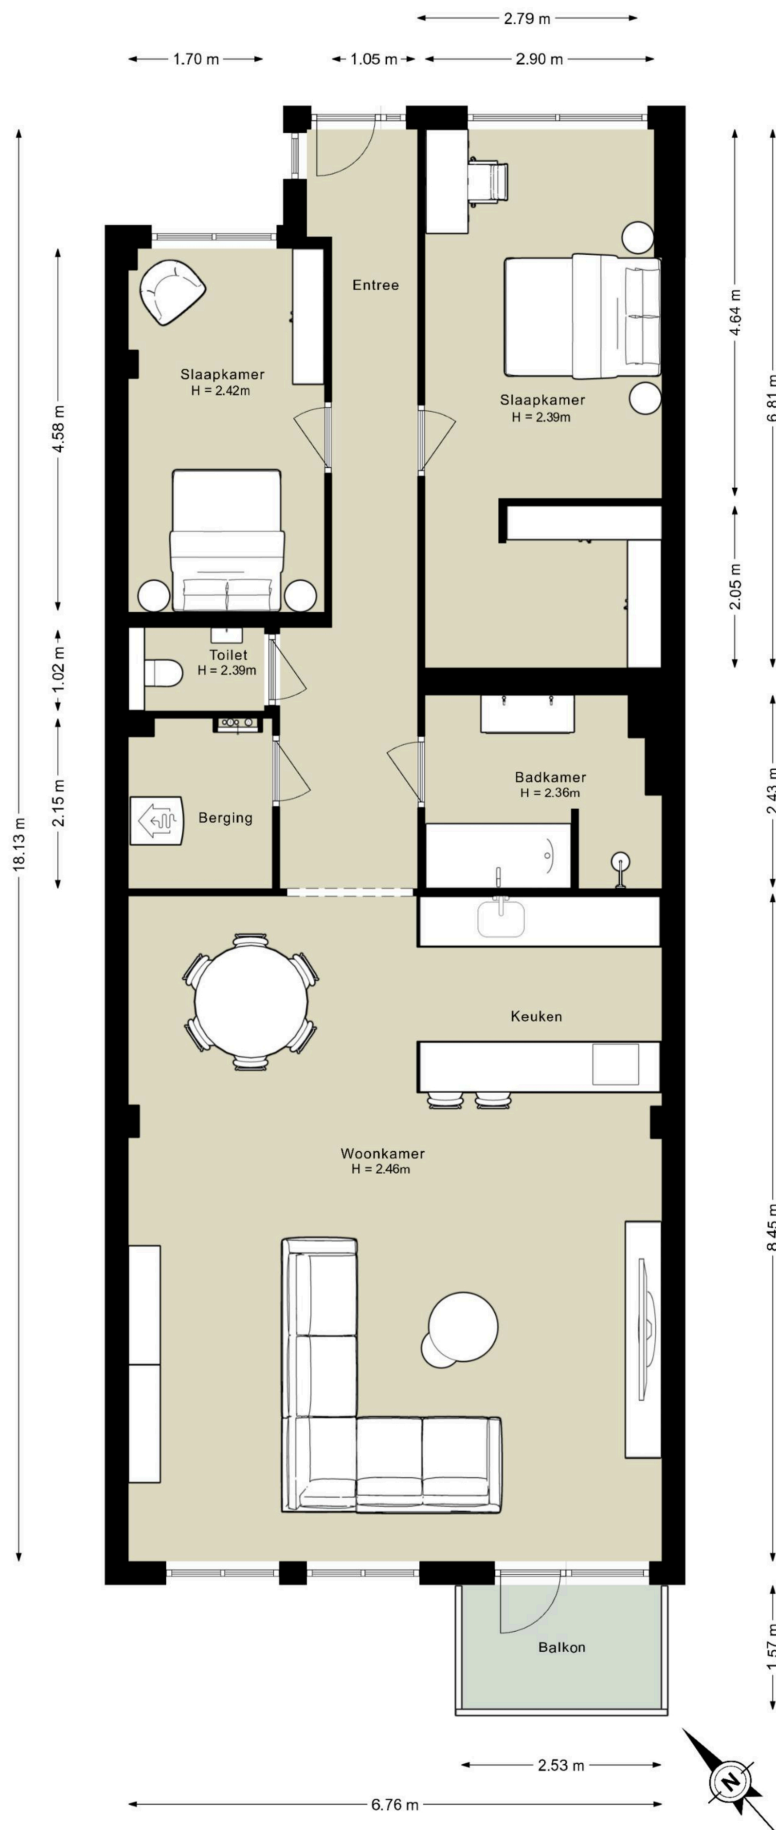 2.79 m
1.70 m
1.05 m
2.90 m
Entree
4.64 m
Slaapkamer
H = 2.42m
6.81 m
Slaapkamer
H = 2.39m
4.58 m
2.05 m
Toilet
H = 2.39m
1.02 m
Badkamer
H = 2.36m
2.43 m
2.15 m
Berging
18.13 m
Keuken
Woonkamer
H = 2.46m
8.45 m
Balkon
1.57 m
2.53 m
N
6.76 m